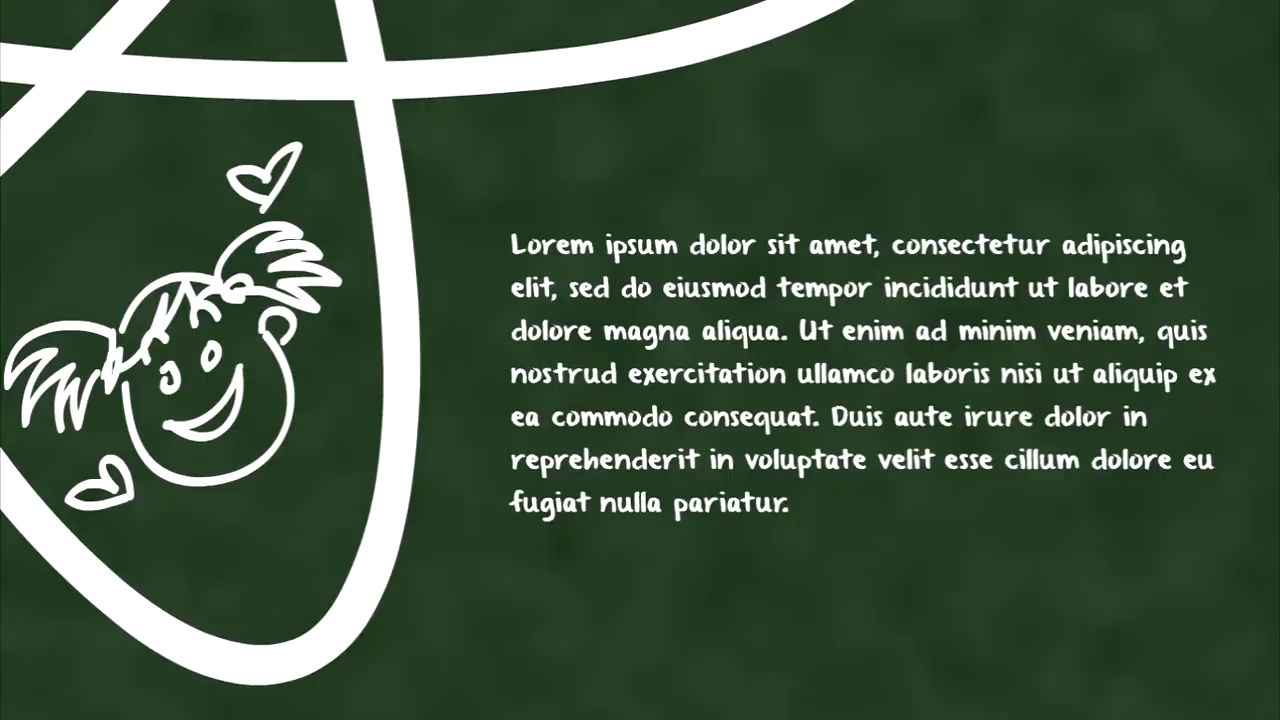 Lorem ipsum dolor sit amet, consectetur adipiscing
elit, sed do eiusmod tempor incididunt ut labore et
dolore magna aliqua. Ut enim ad minim veniam, quis
nostrud exercitation ullamco laboris nisi ut aliquip ex
ea commodo consequat. Duis aute irure dolor in
reprehenderit in voluptate velit esse cillum dolore eu
fugiat nulla pariatur.